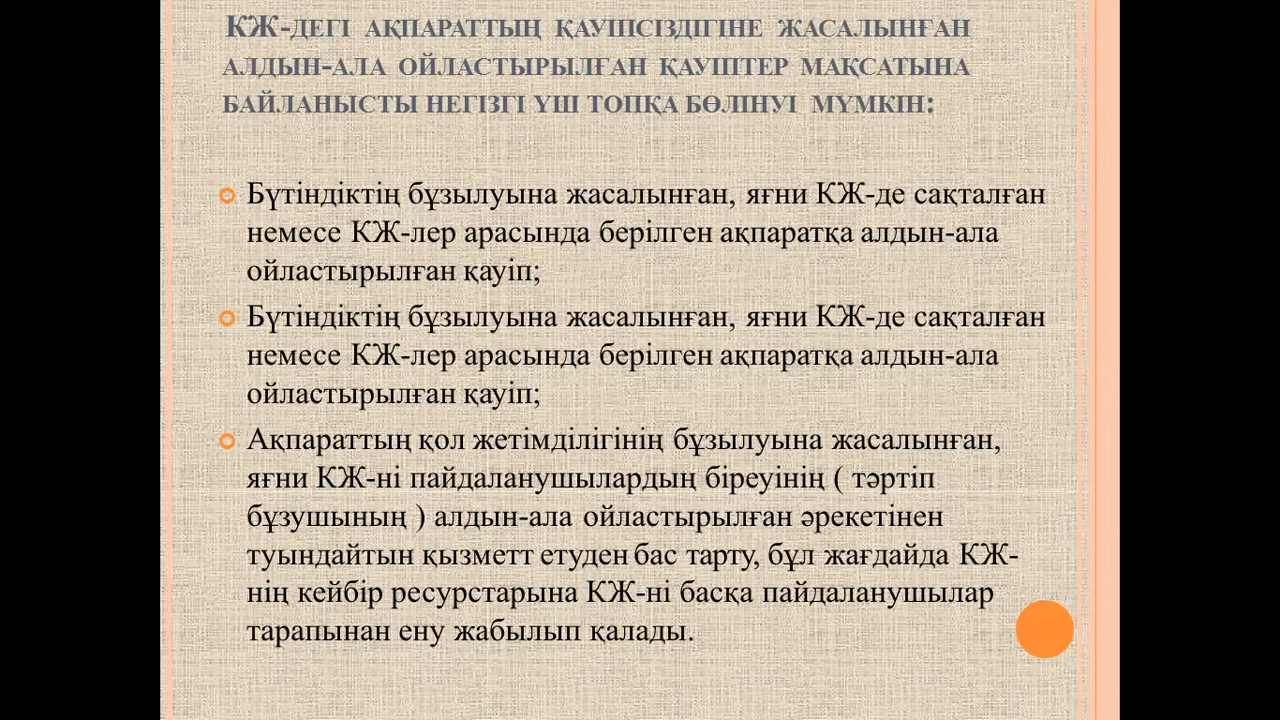 КЖ-ДЕГІ АҚПАРАТТЫҢ ҚАУІПСІЗДІГІНЕ ЖАСАЛЫНҒАН
АЛДЫН-АЛА ОЙЛАСТЫРЫЛҒАН ҚАУІПТЕР МАҚСАТЫНА
БАЙЛАНЫСТЫ НЕГІЗГІ ҮШ ТОПҚА БӨЛІНУІ МҮМКІН:
Бүтіндіктің бұзылуына жасалынған, яғни КЖ-де сақталған
немесе КЖ-лер арасында берілген ақпаратқа алдын-ала
ойластырылған қауіп;
Бүтіндіктің бұзылуына жасалынған, яғни КЖ-де сақталған
немесе КЖ-лер арасында берілген ақпаратқа алдын-ала
ойластырылған қауіп;
Ақпараттың қол жетімділігінің бұзылуына жасалынған,
яғни КЖ-ні пайдаланушылардың біреуінің ( тәртіп
бұзушының ) алдын-ала ойластырылған әрекетінен
туындайтын қызметт етуден бас тарту, бұл жағдайда КЖ-
нің кейбір ресурстарына КЖ-ні басқа пайдаланушылар
тарапынан ену жабылып қалады.